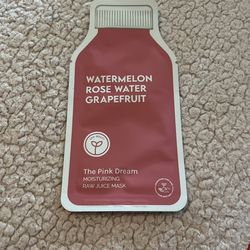 WATERMELON
ROSE WATER
GRAPEFRUIT
The Pink Dream
MOISTURIZING
RAW JUICE MASK